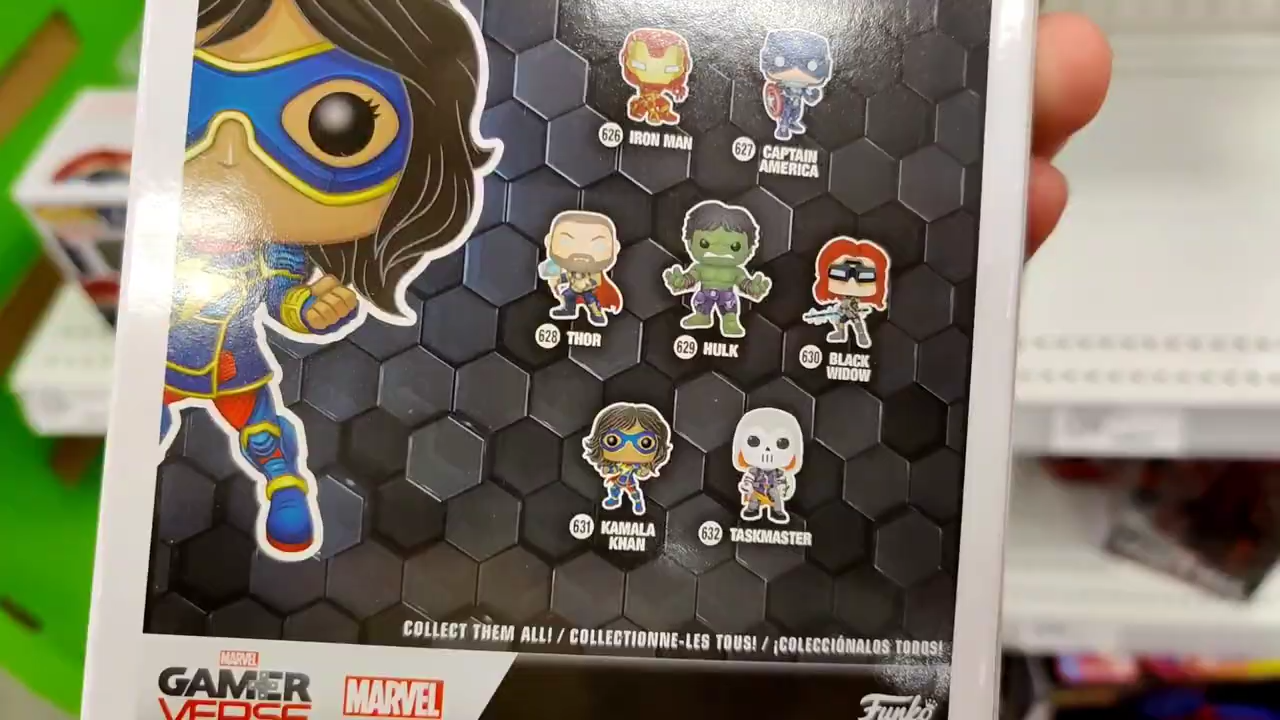 626 IRON MAN
627 CAPTAIN
AMERICA
628 THOR
629 HULK
630 BLACK
WIDOW
631 KAMALA
KHAN
632 TASKMASTER
COLLECT THEM ALL! / COLLECTIONNE-LES TOUS! / ¡COLECCIÓNALOS TODOS!
MARVEL
GAMER
VERSE
MARVEL
Funko